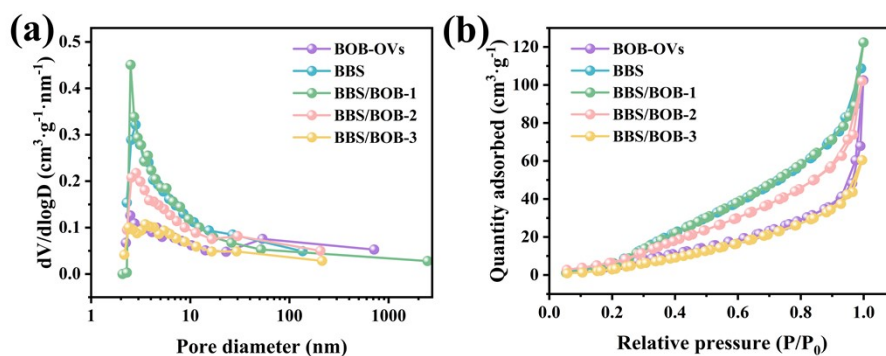 (a)
dV/dlogD (cm³·g⁻¹·nm⁻¹)
0.5
0.4
0.3
0.2
0.1
0.0
BOB-OVs
BBS
BBS/BOB-1
BBS/BOB-2
BBS/BOB-3
1 10 100 1000
Pore diameter (nm)
(b)
Quantity adsorbed (cm³·g⁻¹)
120
100
80
60
40
20
0
BOB-OVs
BBS
BBS/BOB-1
BBS/BOB-2
BBS/BOB-3
0.0 0.2 0.4 0.6 0.8 1.0
Relative pressure (P/P₀)